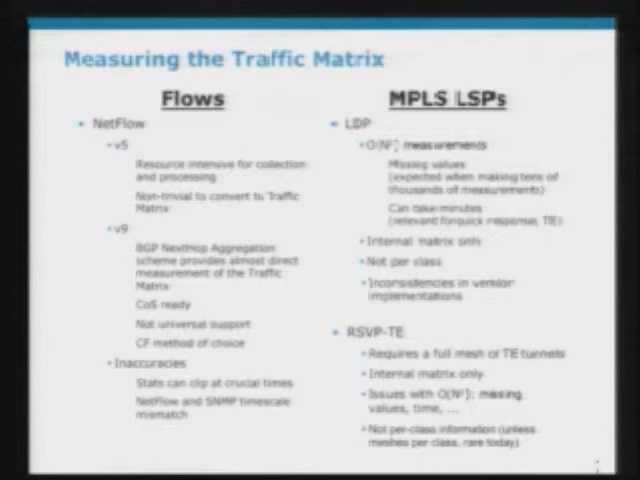 Measuring the Traffic Matrix
Flows
NetFlow
v5
Resource intensive for collection
and processing
Non-trivial to convert to Traffic
Matrix
v9
BGP NextHop Aggregation
scheme provides almost direct
measurement of the Traffic
Matrix
CoS ready
Not universal support
CF method of choice
Inaccuracies
Stats can clip at crucial times
NetFlow and SNMP timescale
mismatch
MPLS LSPs
LDP
O(N²) measurements
Missing values
(expected when making tens of
thousands of measurements)
Can take minutes
(relevant for quick response, TE)
Internal matrix only
Not per class
Inconsistencies in vendor
implementations
RSVP-TE
Requires a full mesh of TE tunnels
Internal matrix only
Issues with O(N²): missing
values, time, ...
Not per-class information (unless
meshes per class, rare today)